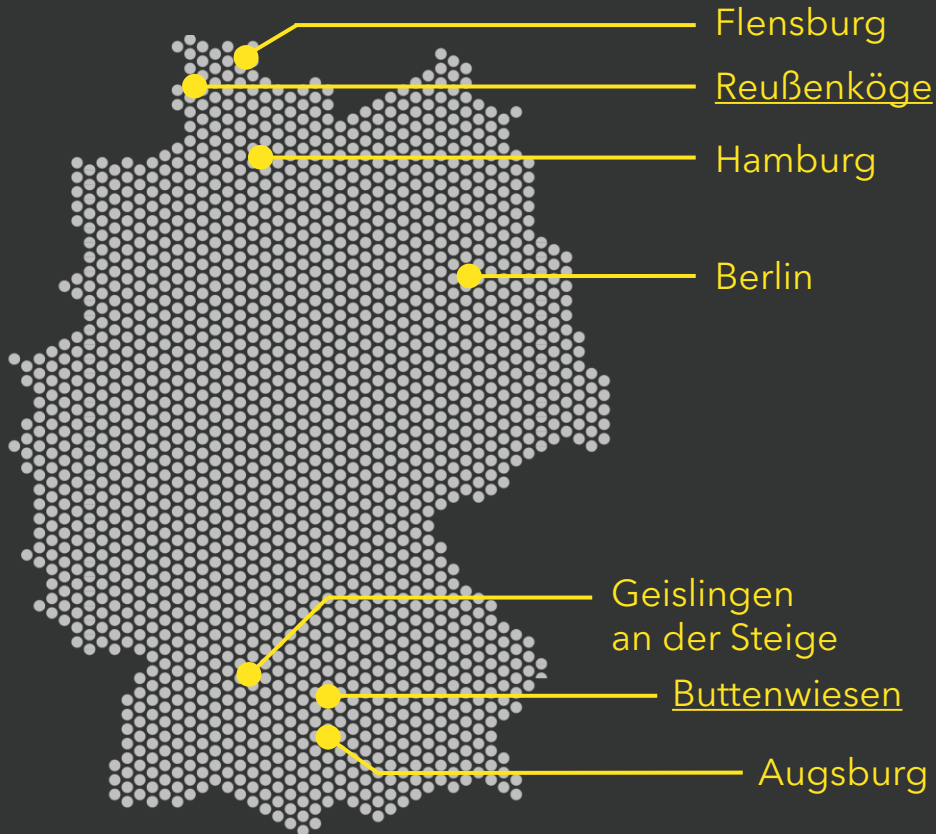 Flensburg
Reußenköge
Hamburg
Berlin
Geislingen
an der Steige
Buttenwiesen
Augsburg